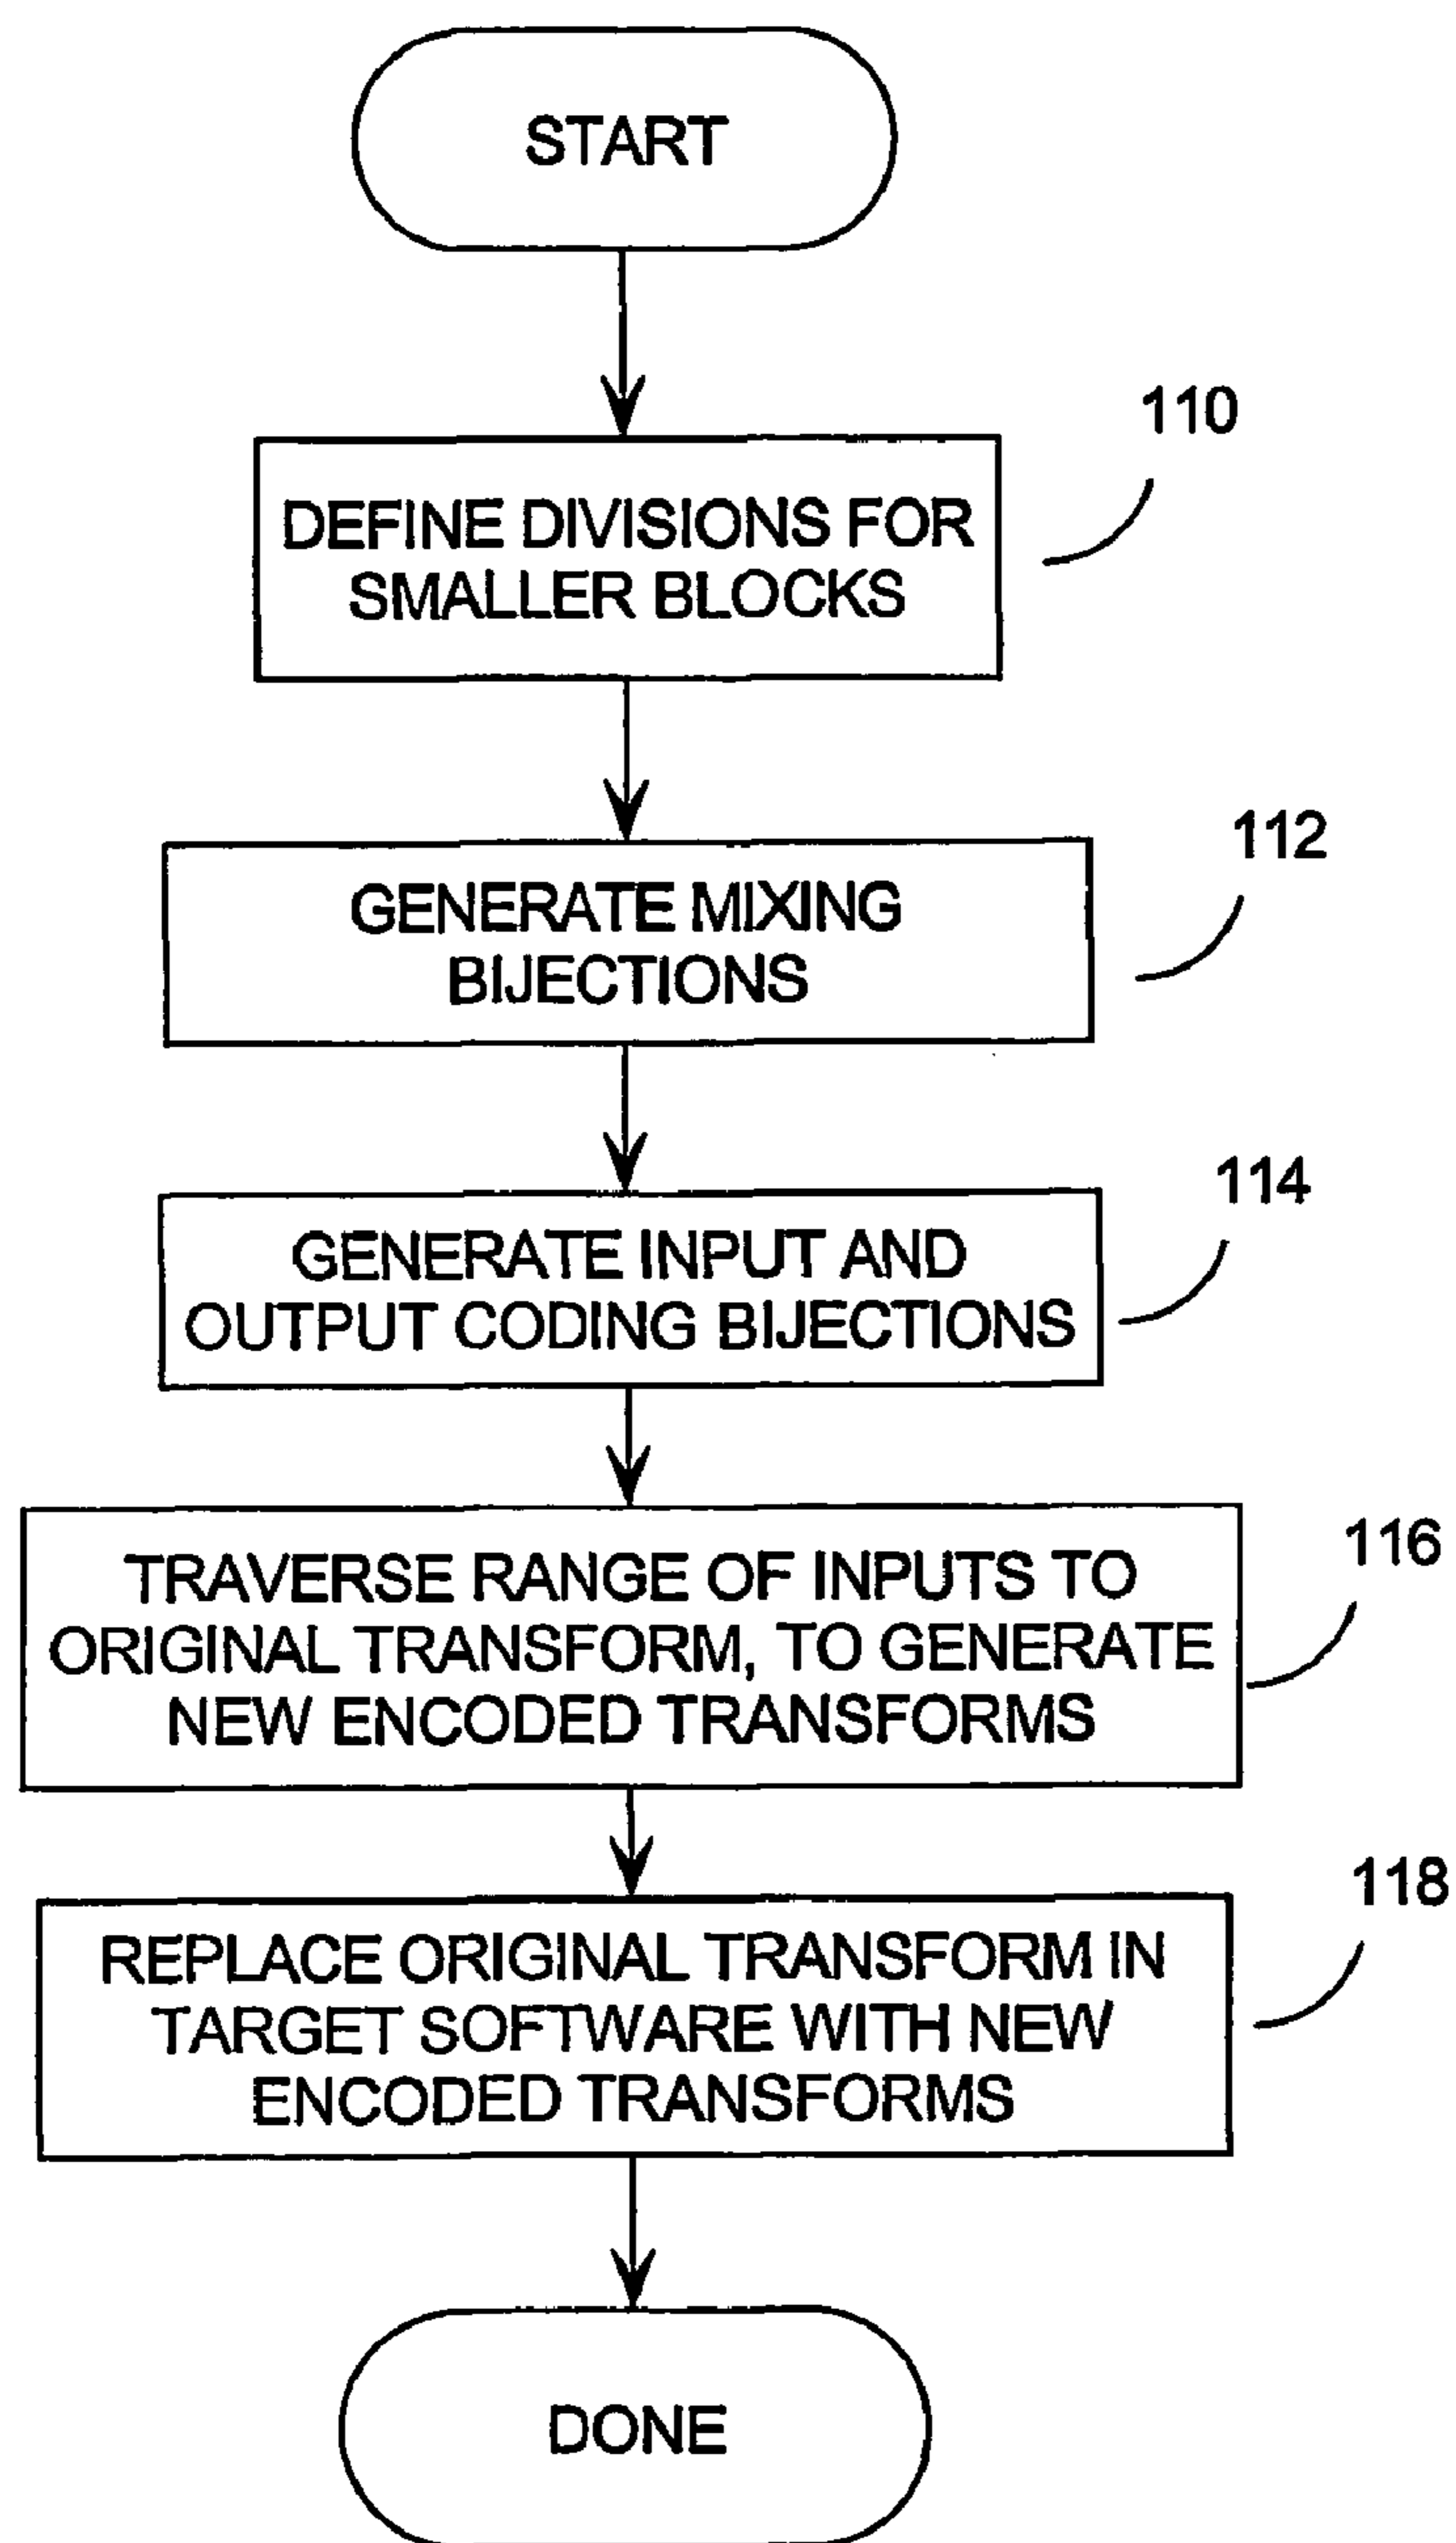 START
110
DEFINE DIVISIONS FOR
SMALLER BLOCKS
112
GENERATE MIXING
BIJECTIONS
114
GENERATE INPUT AND
OUTPUT CODING BIJECTIONS
116
TRAVERSE RANGE OF INPUTS TO
ORIGINAL TRANSFORM, TO GENERATE
NEW ENCODED TRANSFORMS
118
REPLACE ORIGINAL TRANSFORM IN
TARGET SOFTWARE WITH NEW
ENCODED TRANSFORMS
DONE